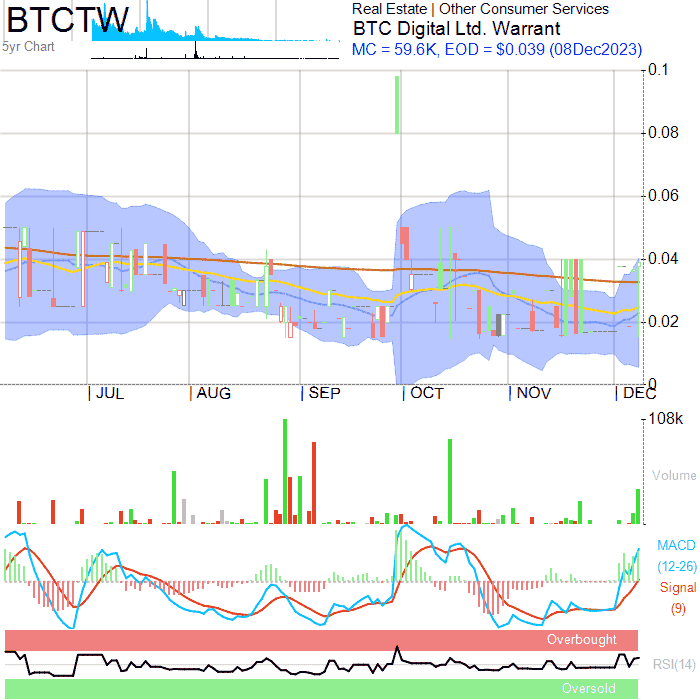 BTCTW
5yr Chart
Real Estate | Other Consumer Services
BTC Digital Ltd. Warrant
MC = 59.6K, EOD = $0.039 (08Dec2023)
0.1
0.08
0.06
0.04
0.02
0
| JUL | AUG | SEP | OCT | NOV | DEC
108k
Volume
MACD
(12-26)
Signal
(9)
Overbought
RSI(14)
Oversold